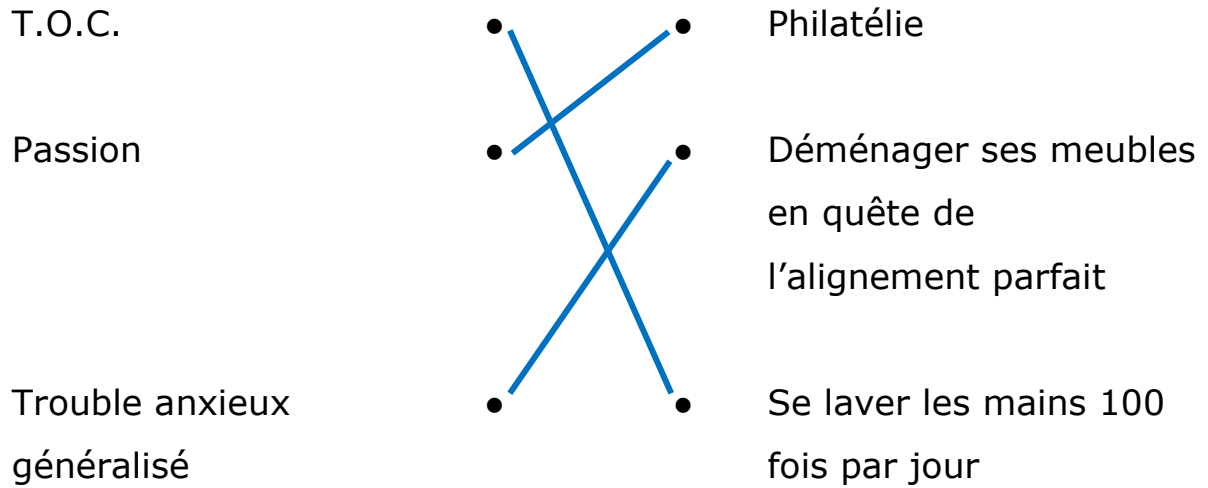 T.O.C.
Philatélie
Passion
Déménager ses meubles
en quête de
l’alignement parfait
Trouble anxieux
généralisé
Se laver les mains 100
fois par jour